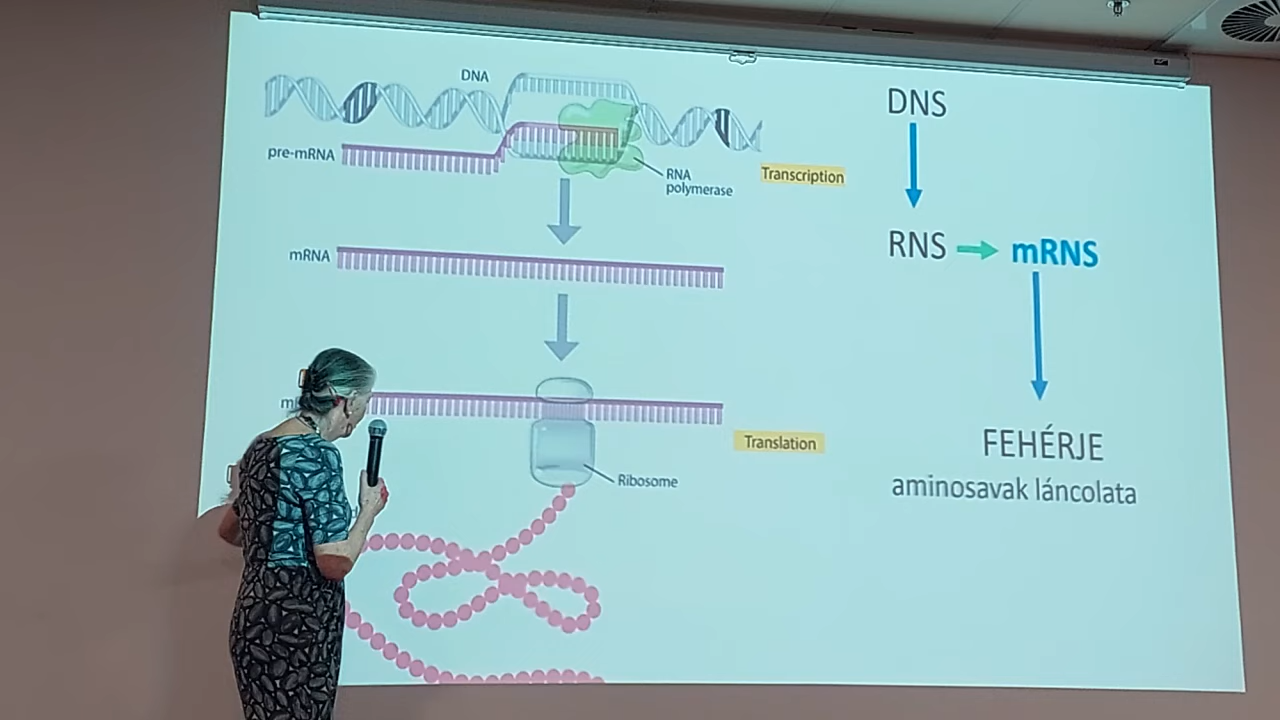 DNA
pre-mRNA
RNA
polymerase
Transcription
mRNA
Translation
Ribosome
DNS
RNS
mRNS
FEHÉRJE
aminosavak láncolata